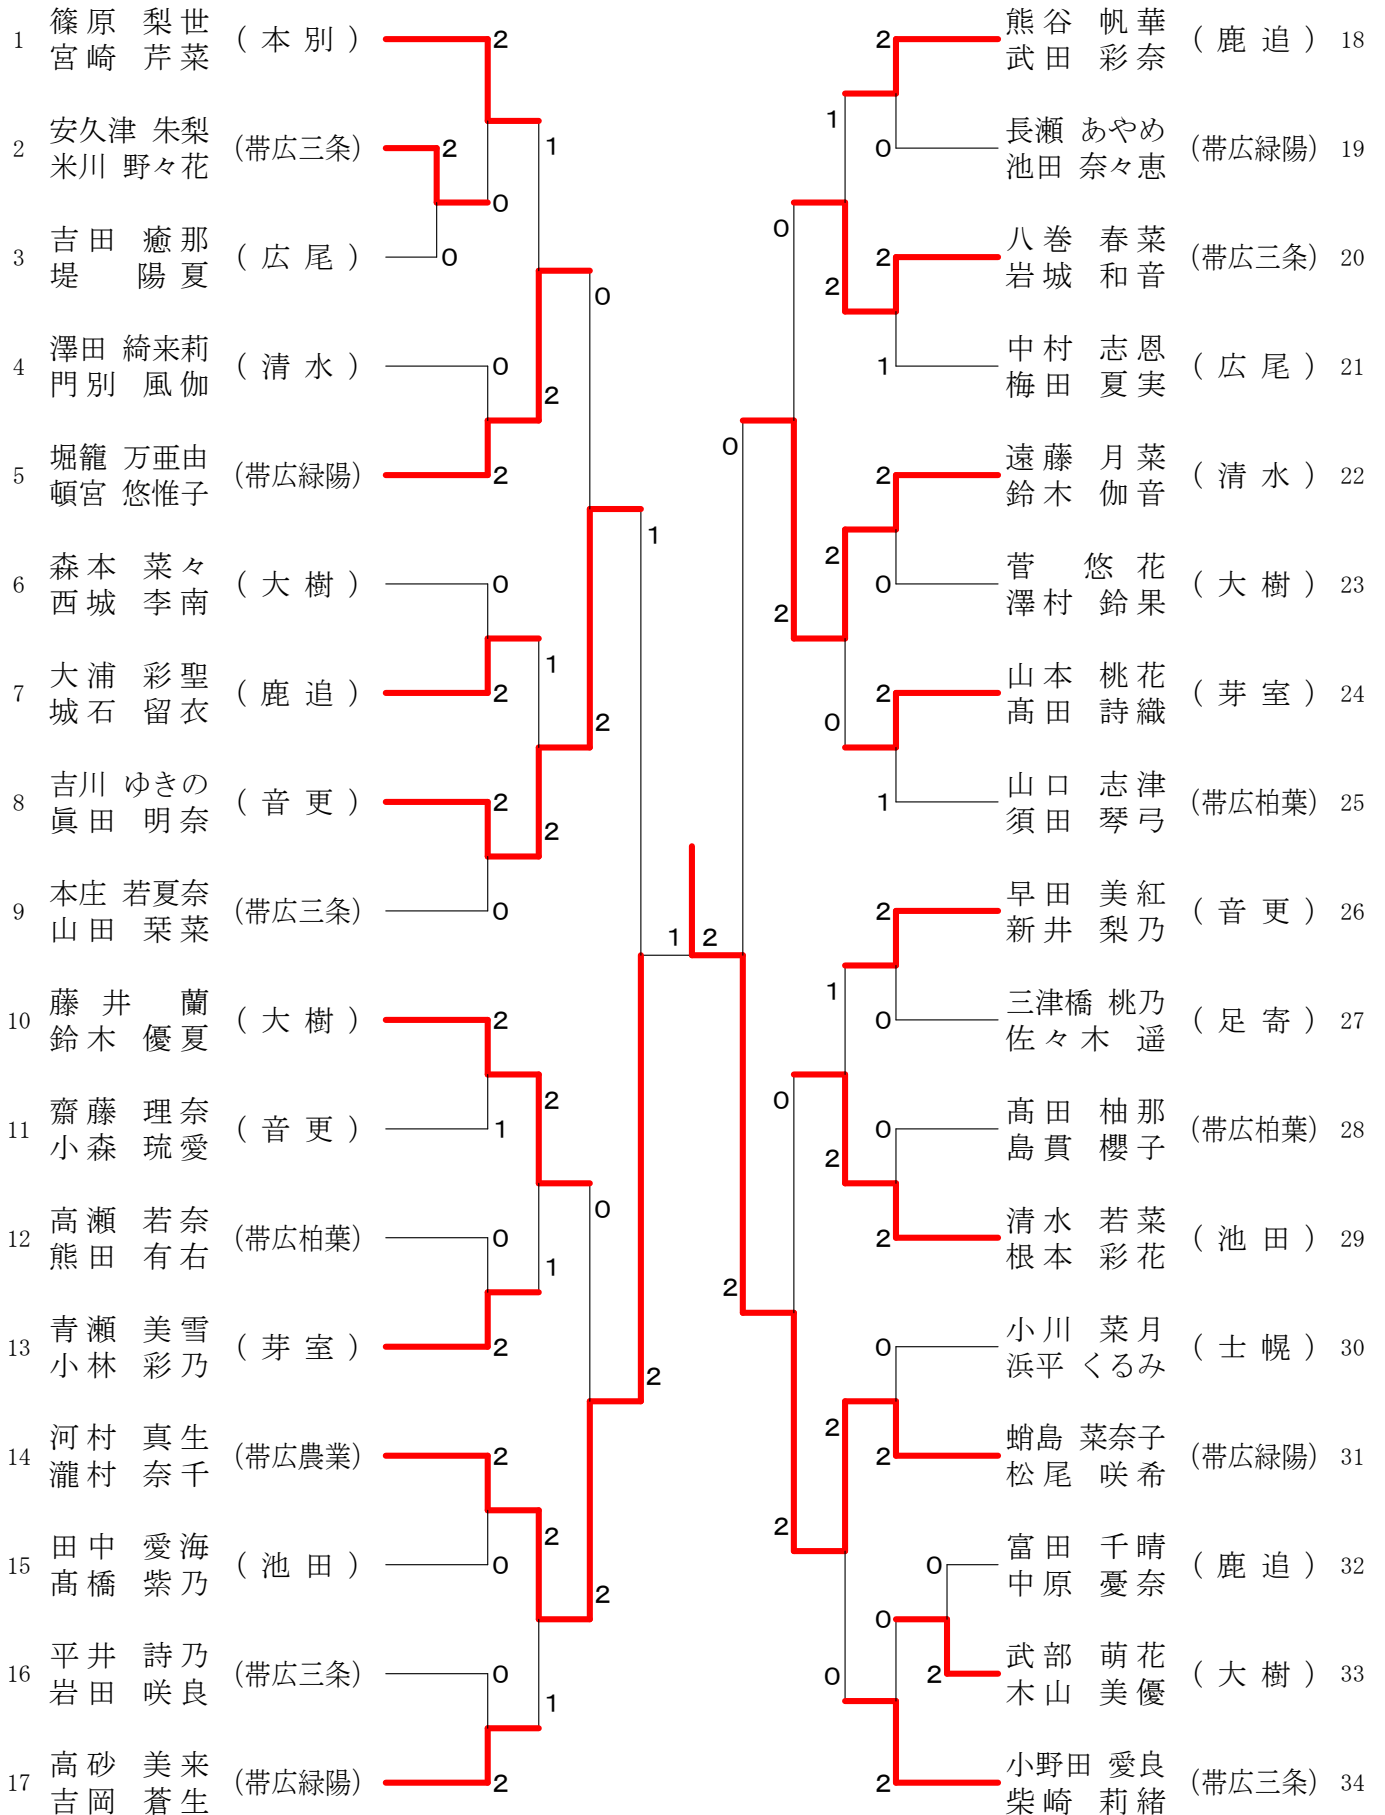 1 篠原 梨世 宮崎 芹菜 (本別) 2
2 安久津 朱梨 米川 野々花 (帯広三条) 2
0
1
3 吉田 癒那 堤 陽夏 (広尾) 0
0
4 澤田 綺来莉 門別 風伽 (清水) 0
2
5 堀籠 万亜由 頓宮 悠惟子 (帯広緑陽) 2
1
6 森本 菜々 西城 李南 (大樹) 0
1
7 大浦 彩聖 城石 留衣 (鹿追) 2
2
8 吉川 ゆきの 眞田 明奈 (音更) 2
2
9 本庄 若夏奈 山田 栞菜 (帯広三条) 0
1 2
10 藤井 蘭 鈴木 優夏 (大樹) 2
2
11 齋藤 理奈 小森 琉愛 (音更) 1
0
12 高瀬 若奈 熊田 有右 (帯広柏葉) 0
1
13 青瀬 美雪 小林 彩乃 (芽室) 2
2
14 河村 真生 瀧村 奈千 (帯広農業) 2
2
15 田中 愛海 髙橋 紫乃 (池田) 0
2
16 平井 詩乃 岩田 咲良 (帯広三条) 0
1
17 高砂 美来 吉岡 蒼生 (帯広緑陽) 2
2 熊谷 帆華 武田 彩奈 (鹿追) 18
1
0 長瀬 あやめ 池田 奈々恵 (帯広緑陽) 19
0
2 八巻 春菜 岩城 和音 (帯広三条) 20
2
1 中村 志恩 梅田 夏実 (広尾) 21
0
2 遠藤 月菜 鈴木 伽音 (清水) 22
2
0 菅 悠花 澤村 鈴果 (大樹) 23
2
2 山本 桃花 髙田 詩織 (芽室) 24
0
1 山口 志津 須田 琴弓 (帯広柏葉) 25
2 早田 美紅 新井 梨乃 (音更) 26
1
0 三津橋 桃乃 佐々木 遥 (足寄) 27
0
0 髙田 柚那 島貫 櫻子 (帯広柏葉) 28
2
2 清水 若菜 根本 彩花 (池田) 29
2
0 小川 菜月 浜平 くるみ (士幌) 30
2
2 蛸島 菜奈子 松尾 咲希 (帯広緑陽) 31
2
0 富田 千晴 中原 憂奈 (鹿追) 32
0
2 武部 萌花 木山 美優 (大樹) 33
0
2 小野田 愛良 柴崎 莉緒 (帯広三条) 34